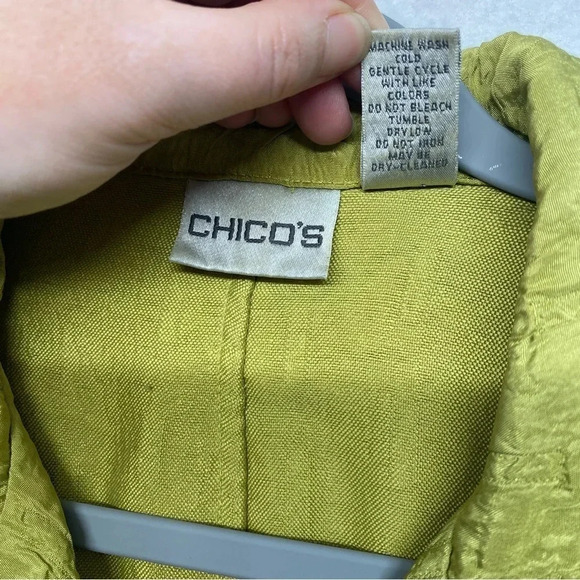 MACHINE WASH
COLD
GENTLE CYCLE
WITH LIKE
COLORS
DO NOT BLEACH
TUMBLE
DRY LOW
DO NOT IRON
MAY BE
DRY-CLEANED
CHICO'S